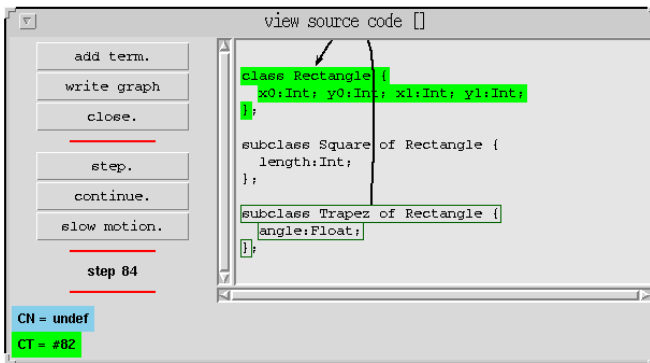 view source code []
add term.
write graph
close.
step.
continue.
slow motion.
step 84
CN = undef
CT = #82
class Rectangle {
x0:Int; y0:Int; x1:Int; y1:Int;
};
subclass Square of Rectangle {
length:Int;
};
subclass Trapez of Rectangle {
angle:Float;
};